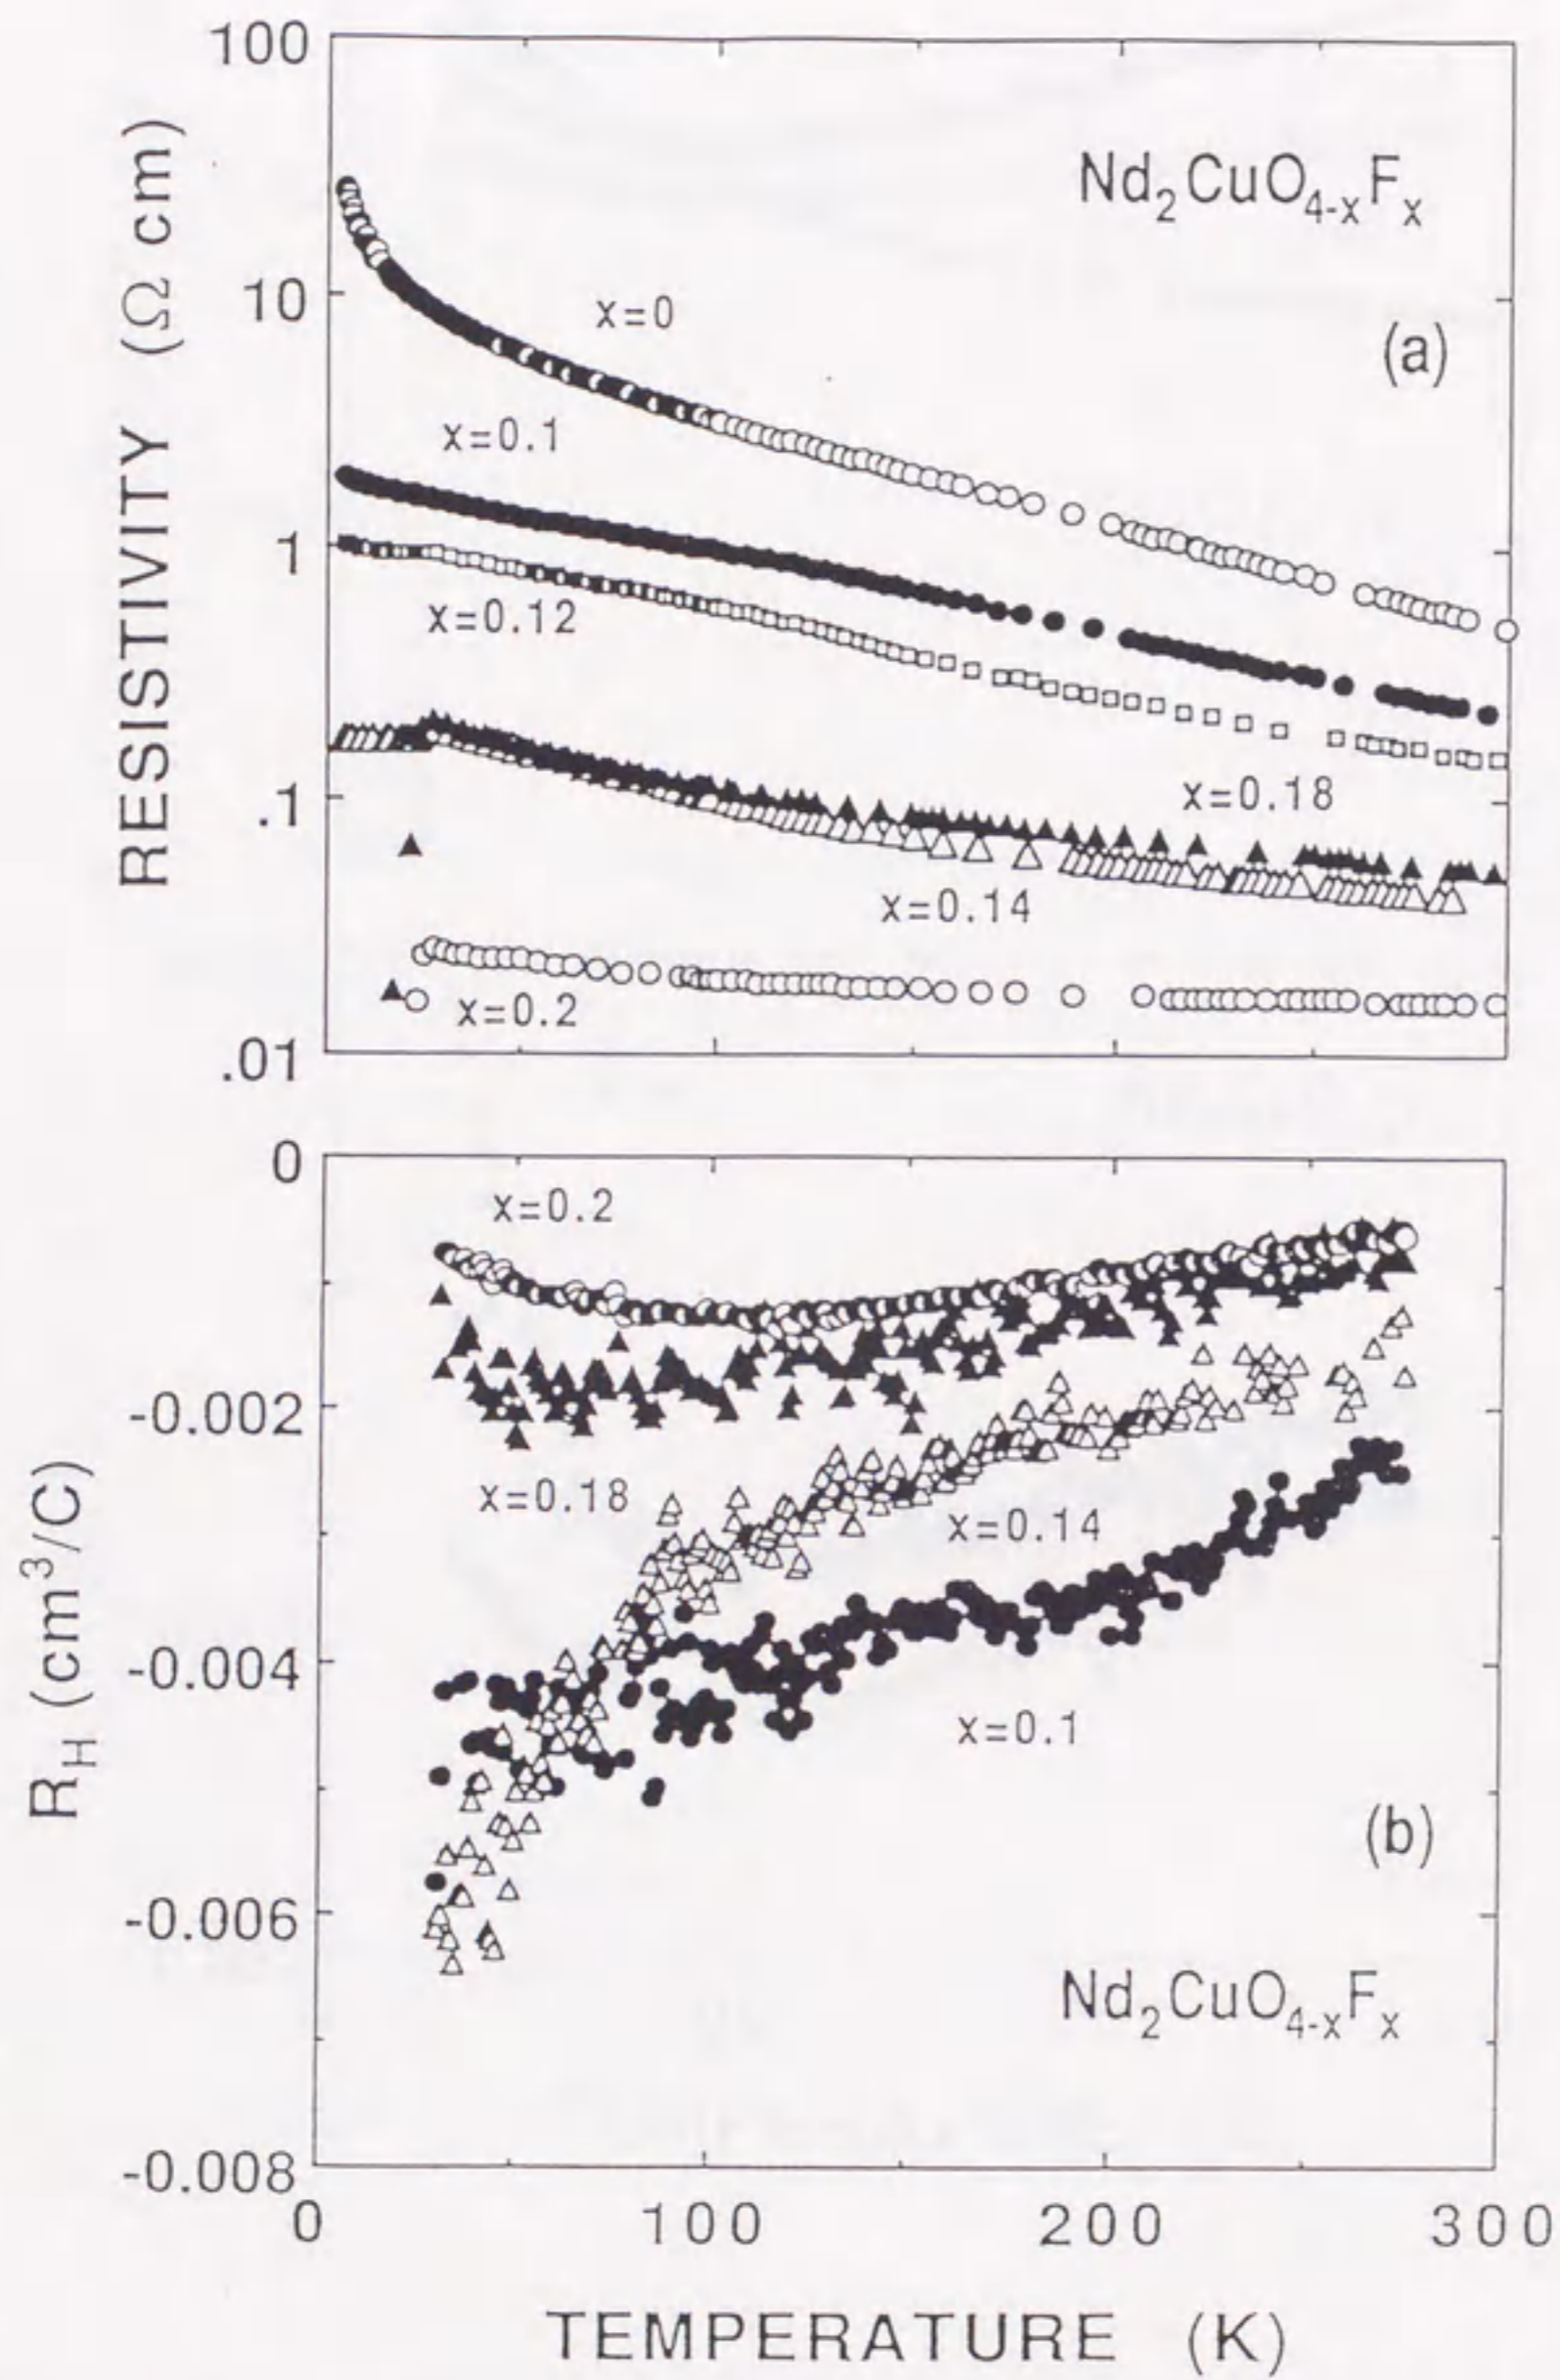 100
Nd₂CuO₄₋ₓFₓ
10
x=0
(a)
x=0.1
RESISTIVITY (Ω cm)
1
x=0.12
x=0.18
.1
x=0.14
x=0.2
.01
0
x=0.2
-0.002
x=0.18
x=0.14
R_H (cm³/C)
-0.004
x=0.1
(b)
-0.006
Nd₂CuO₄₋ₓFₓ
-0.008
0 100 200 300
TEMPERATURE (K)